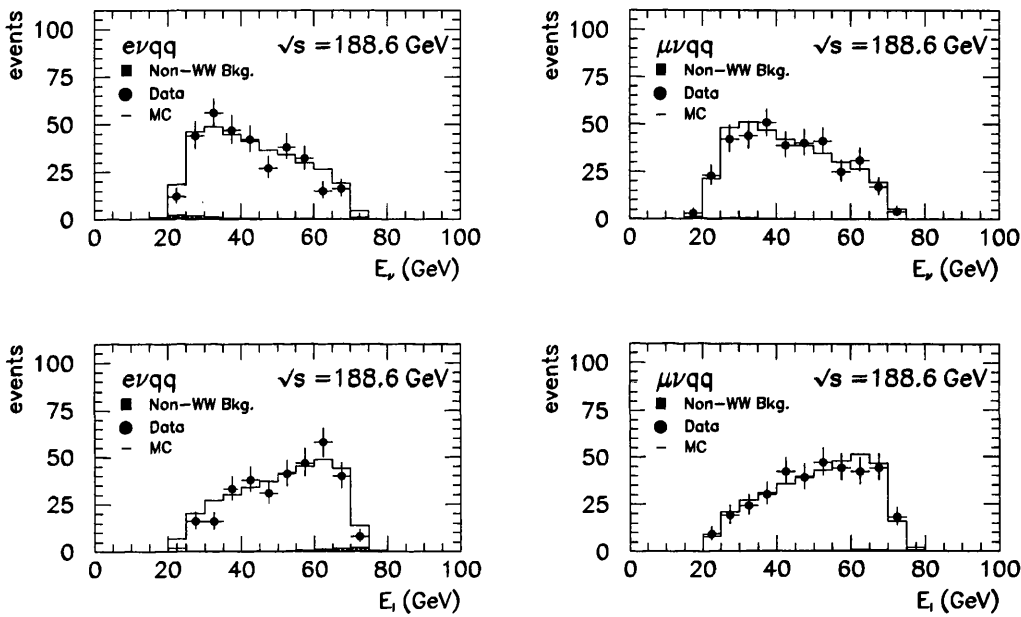 events
100
75
50
25
0
eνqq √s =188.6 GeV
Non-WW Bkg.
Data
MC
0 20 40 60 80 100
Eν (GeV)
events
100
75
50
25
0
μνqq √s =188.6 GeV
Non-WW Bkg.
Data
MC
0 20 40 60 80 100
Eν (GeV)
events
100
75
50
25
0
eνqq √s =188.6 GeV
Non-WW Bkg.
Data
MC
0 20 40 60 80 100
El (GeV)
events
100
75
50
25
0
μνqq √s =188.6 GeV
Non-WW Bkg.
Data
MC
0 20 40 60 80 100
El (GeV)